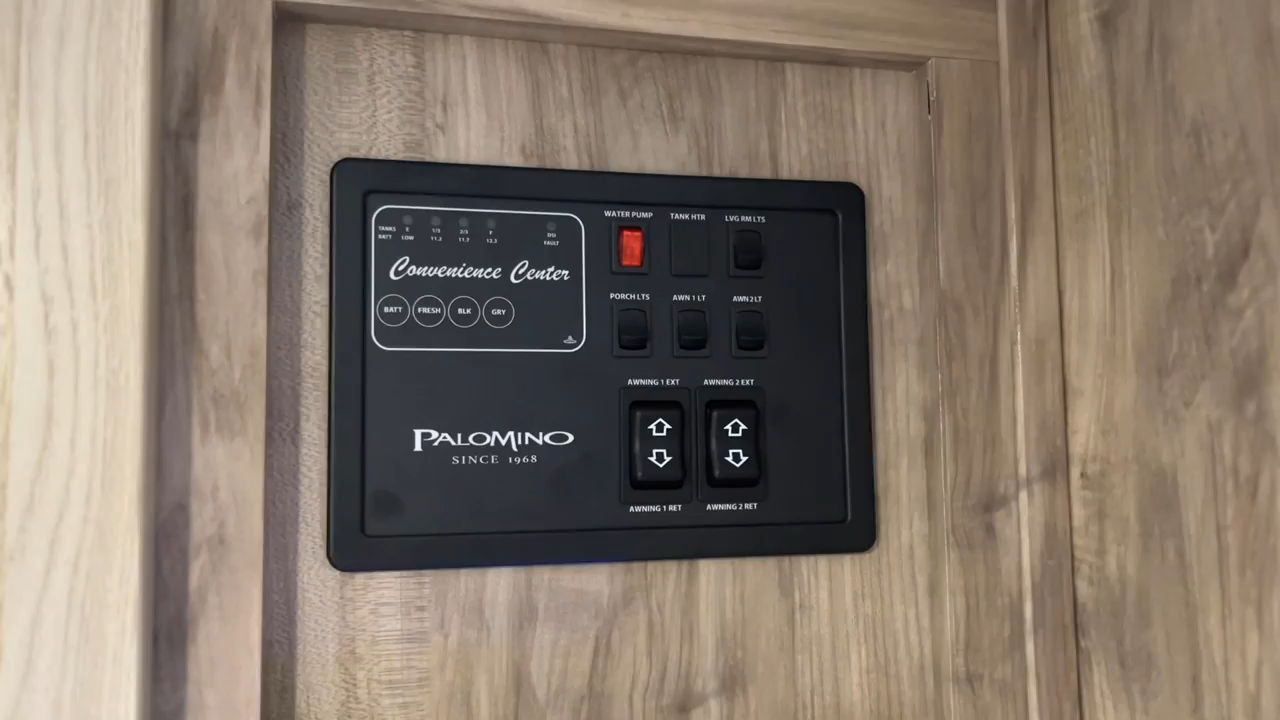 TANKS E 1/3 2/3 F
BATT LOW 11.2 11.7 12.3
DSI
FAULT
Convenience Center
BATT FRESH BLK GRY
WATER PUMP TANK HTR LVG RM LTS
PORCH LTS AWN 1 LT AWN 2 LT
AWNING 1 EXT AWNING 2 EXT
PALOMINO
SINCE 1968
AWNING 1 RET AWNING 2 RET